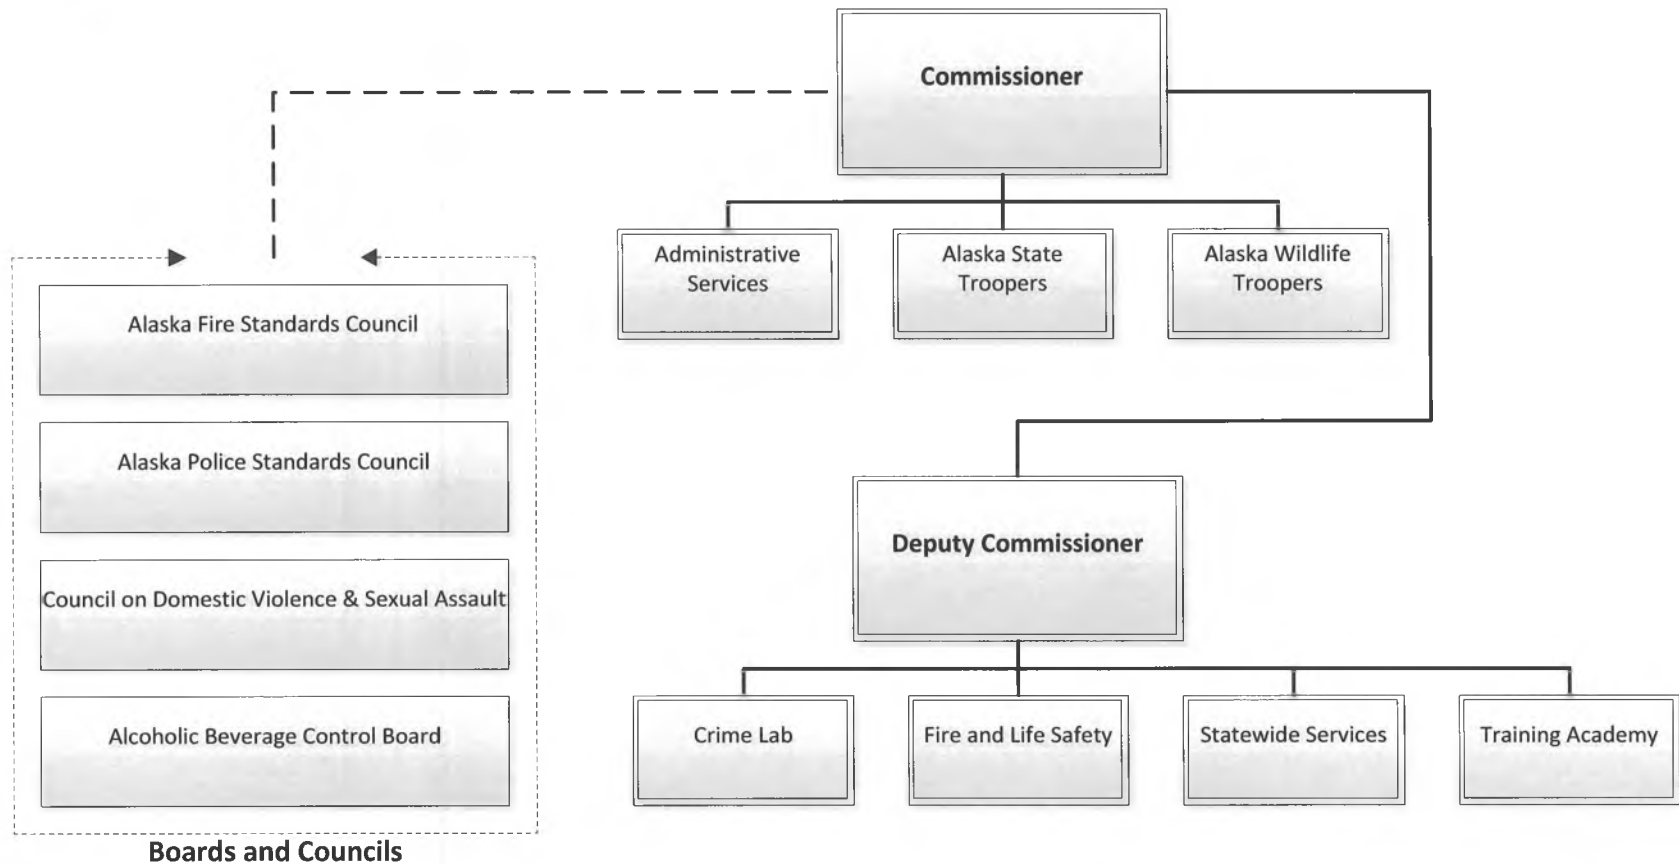 Commissioner
Administrative
Services
Alaska State
Troopers
Alaska Wildlife
Troopers
Alaska Fire Standards Council
Alaska Police Standards Council
Council on Domestic Violence & Sexual Assault
Alcoholic Beverage Control Board
Boards and Councils
Deputy Commissioner
Crime Lab
Fire and Life Safety
Statewide Services
Training Academy